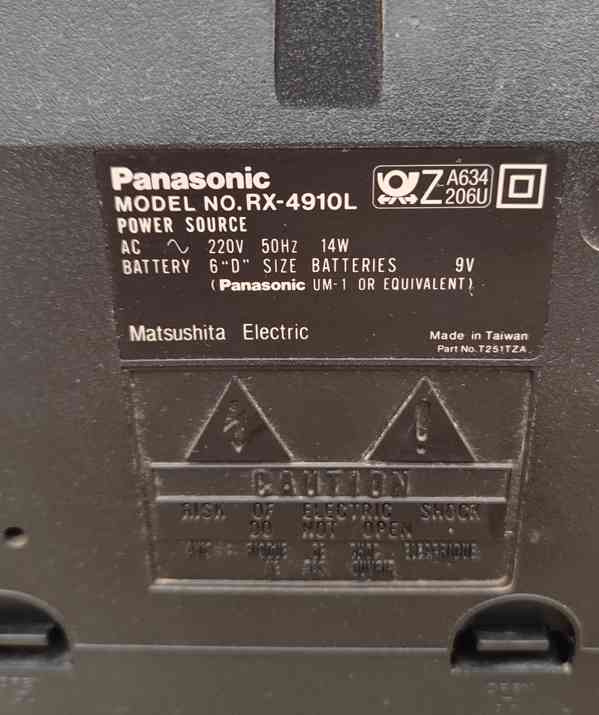 Panasonic
MODEL NO. RX-4910L
Z A634
206U
POWER SOURCE
AC ∿ 220V 50Hz 14W
BATTERY 6"D" SIZE BATTERIES 9V
(Panasonic UM-1 OR EQUIVALENT)
Matsushita Electric
Made in Taiwan
Part No.T251TZA
CAUTION
RISK OF ELECTRIC SHOCK
DO NOT OPEN
OPEN